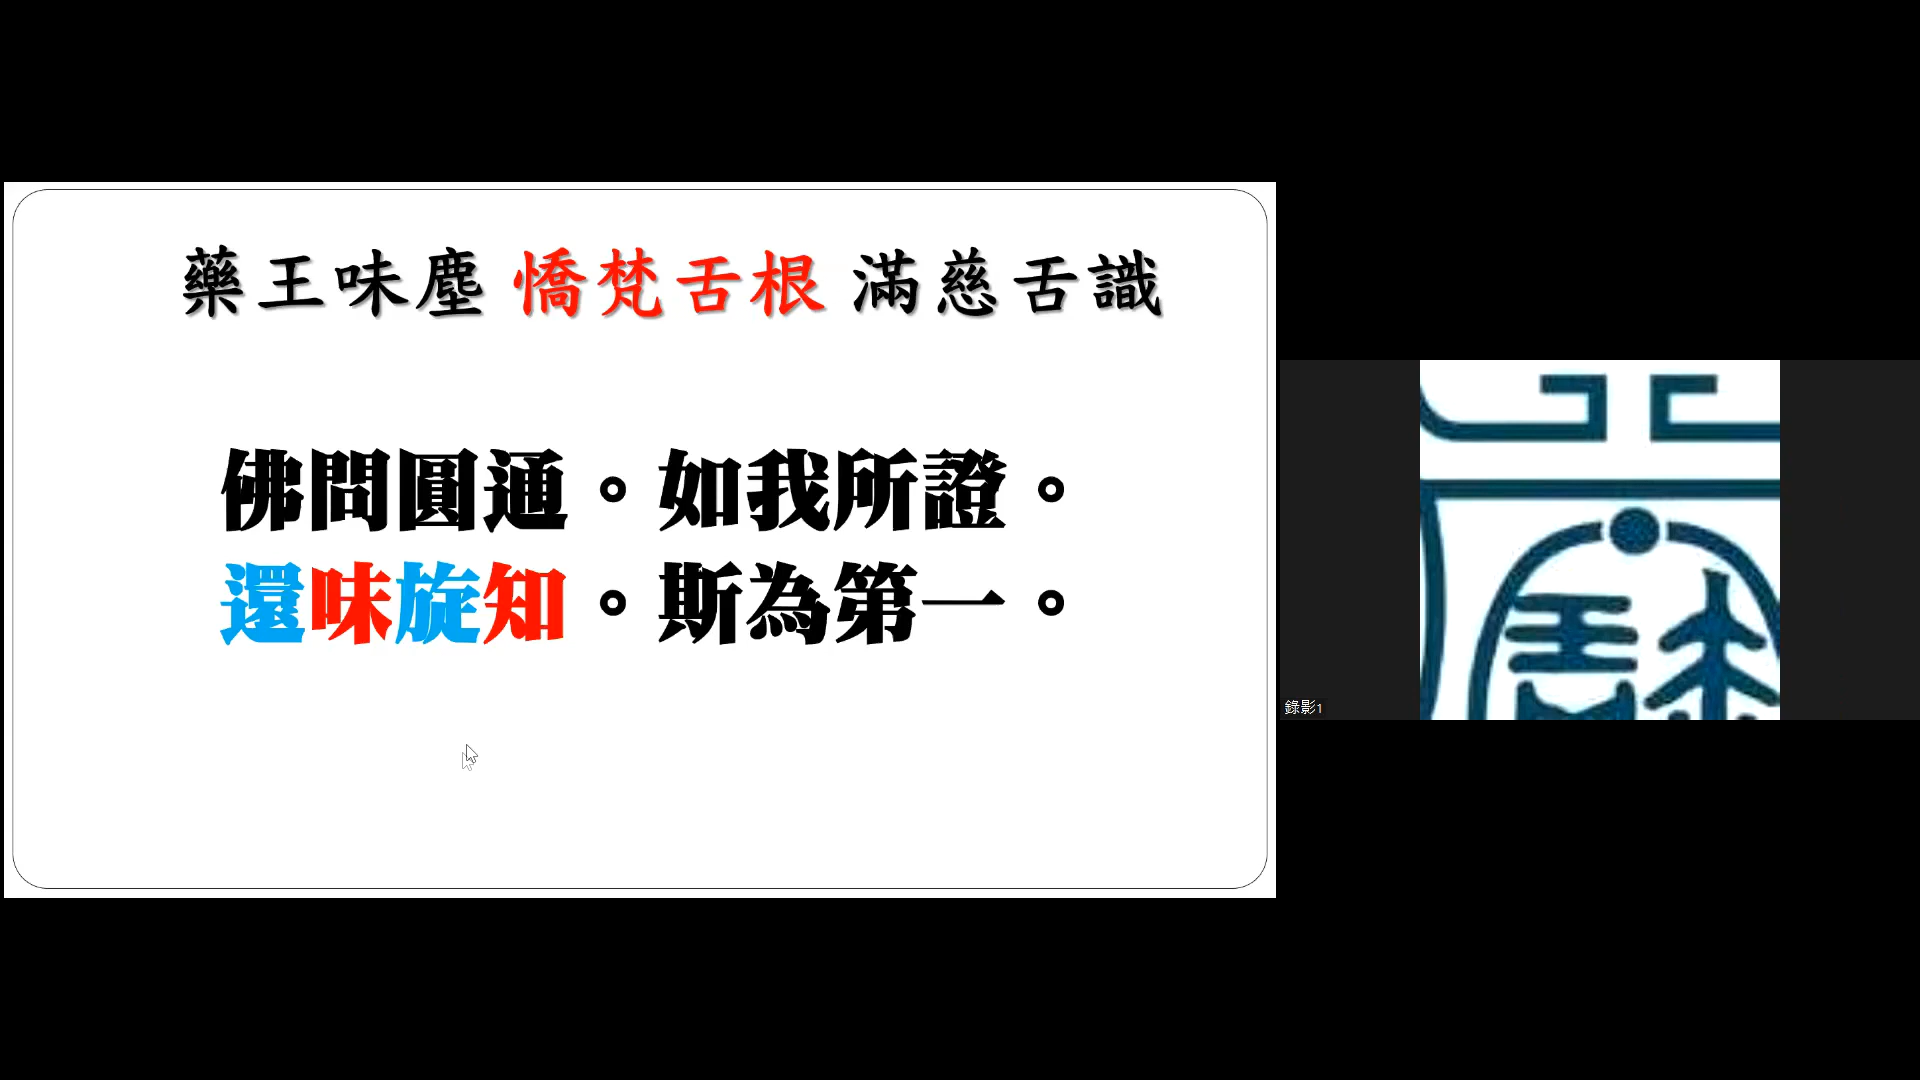 藥王味塵 憍梵舌根 滿慈舌識
佛問圓通。如我所證。
還味旋知。斯為第一。
錄影1